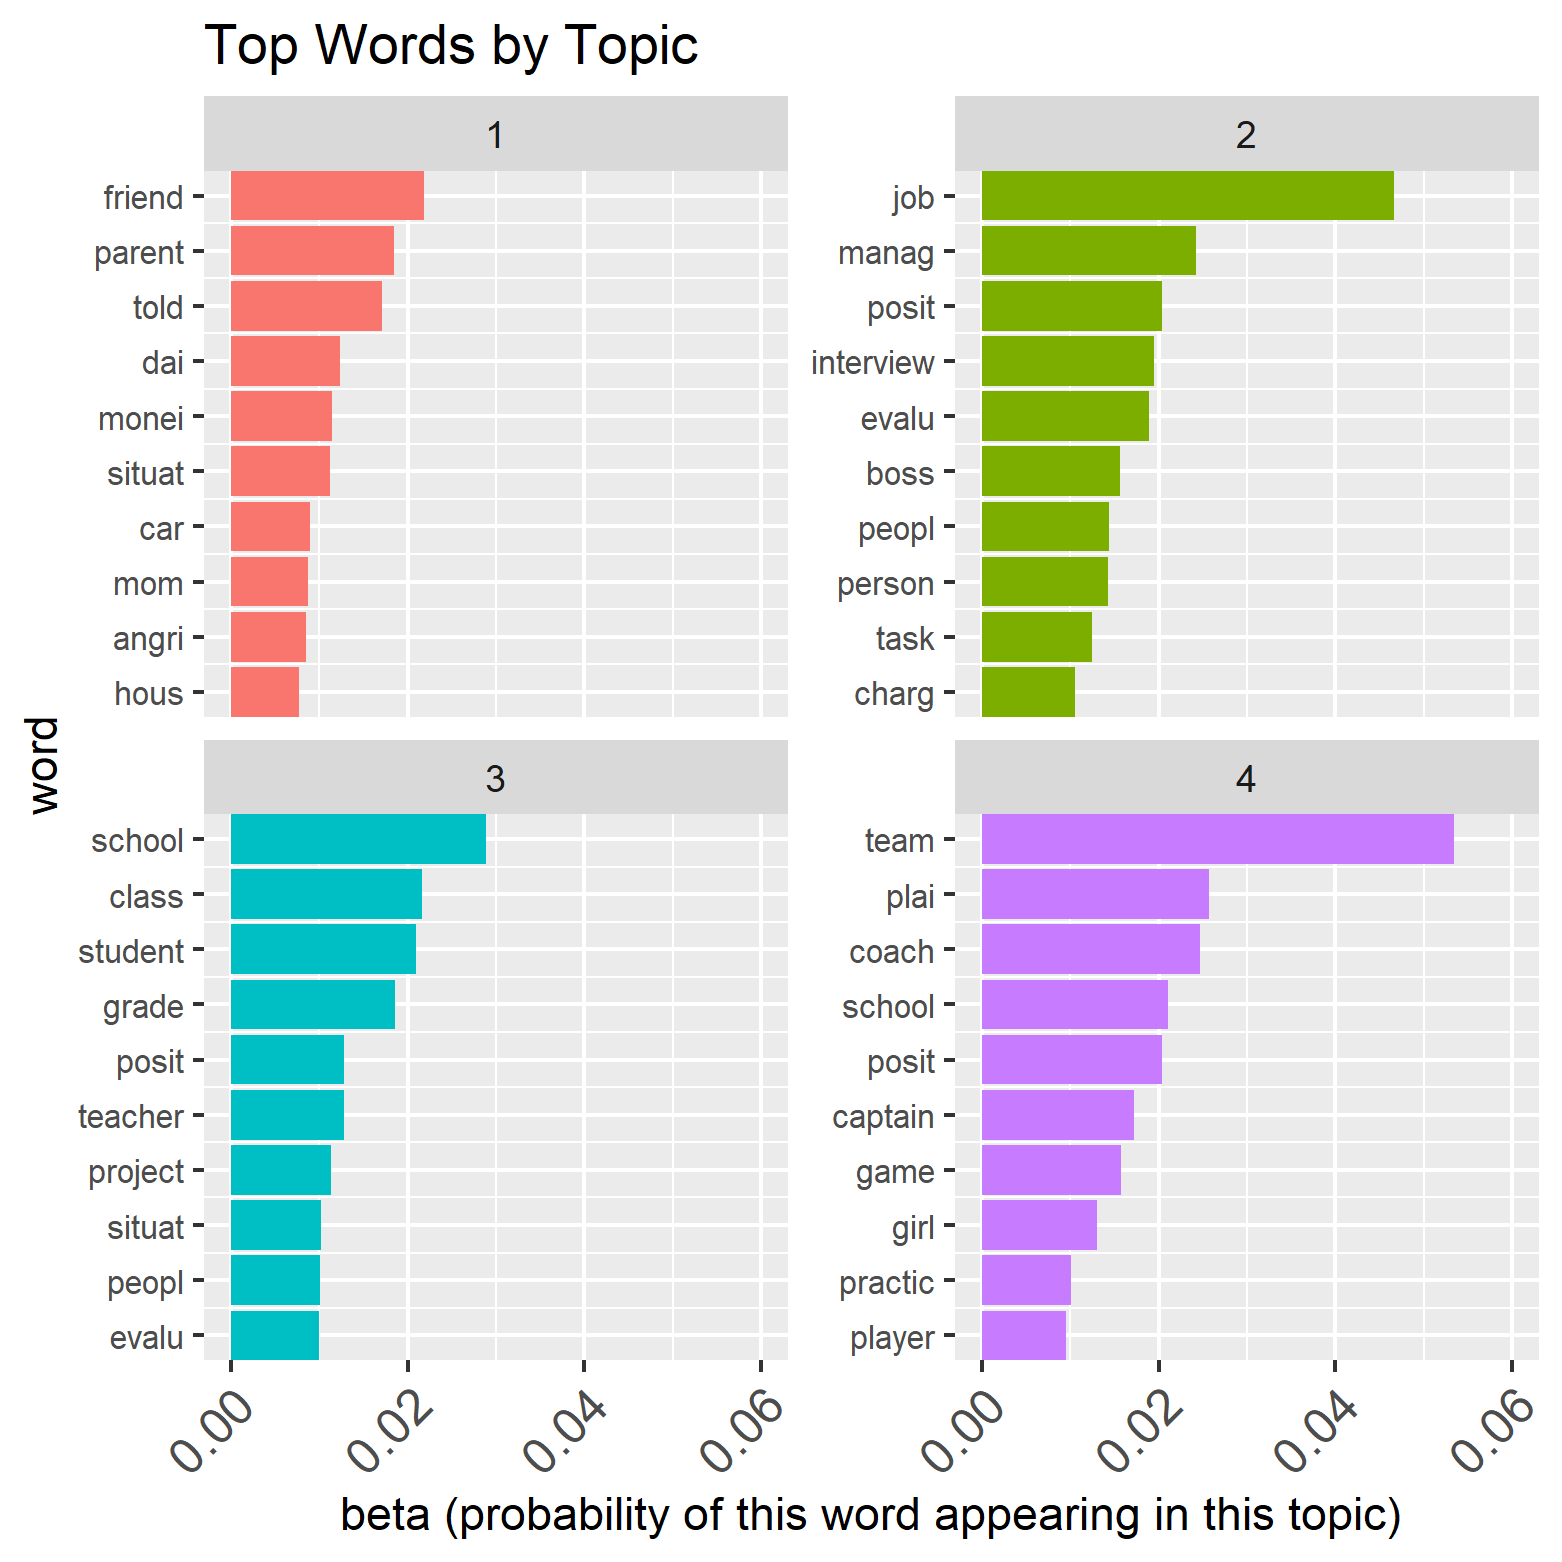 Top Words by Topic
1
friend
parent
told
dai
monei
situat
car
mom
angri
hous
2
job
manag
posit
interview
evalu
boss
peopl
person
task
charg
word
3
school
class
student
grade
posit
teacher
project
situat
peopl
evalu
4
team
plai
coach
school
posit
captain
game
girl
practic
player
0.00 0.02 0.04 0.06
0.00 0.02 0.04 0.06
beta (probability of this word appearing in this topic)